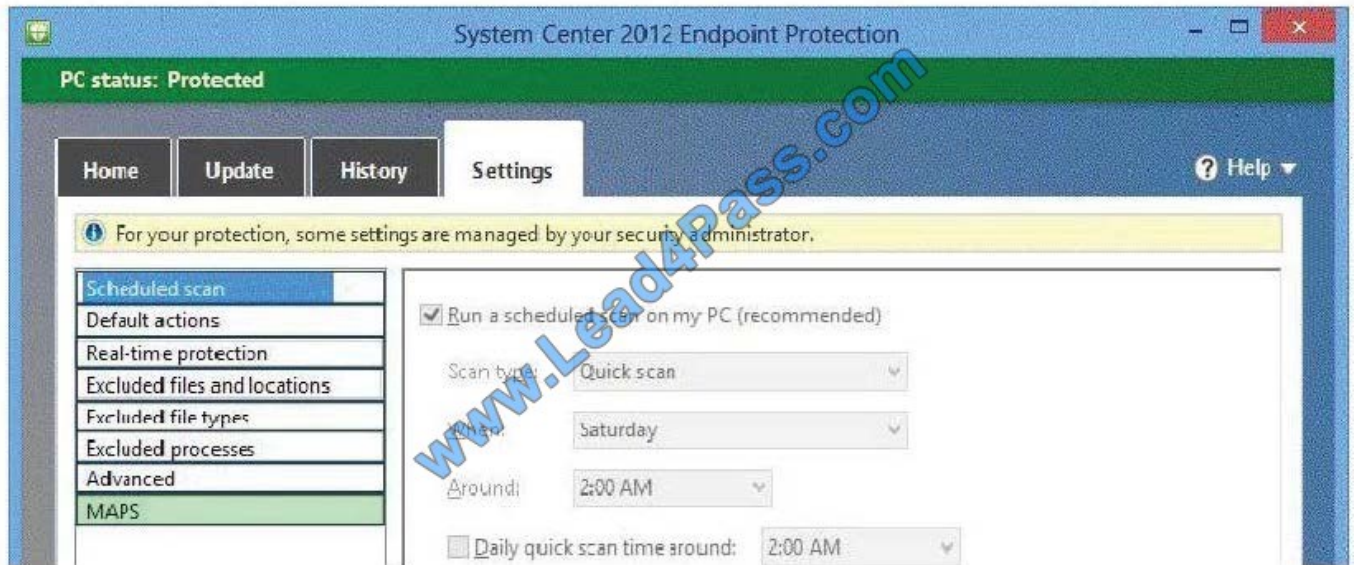 System Center 2012 Endpoint Protection
PC status: Protected
Home Update History Settings Help
For your protection, some settings are managed by your security administrator.
Scheduled scan
Default actions
Real-time protection
Excluded files and locations
Excluded file types
Excluded processes
Advanced
MAPS
Run a scheduled scan on my PC (recommended)
Scan type: Quick scan
When: Saturday
Around: 2:00 AM
Daily quick scan time around: 2:00 AM
www.Lead4Pass.com